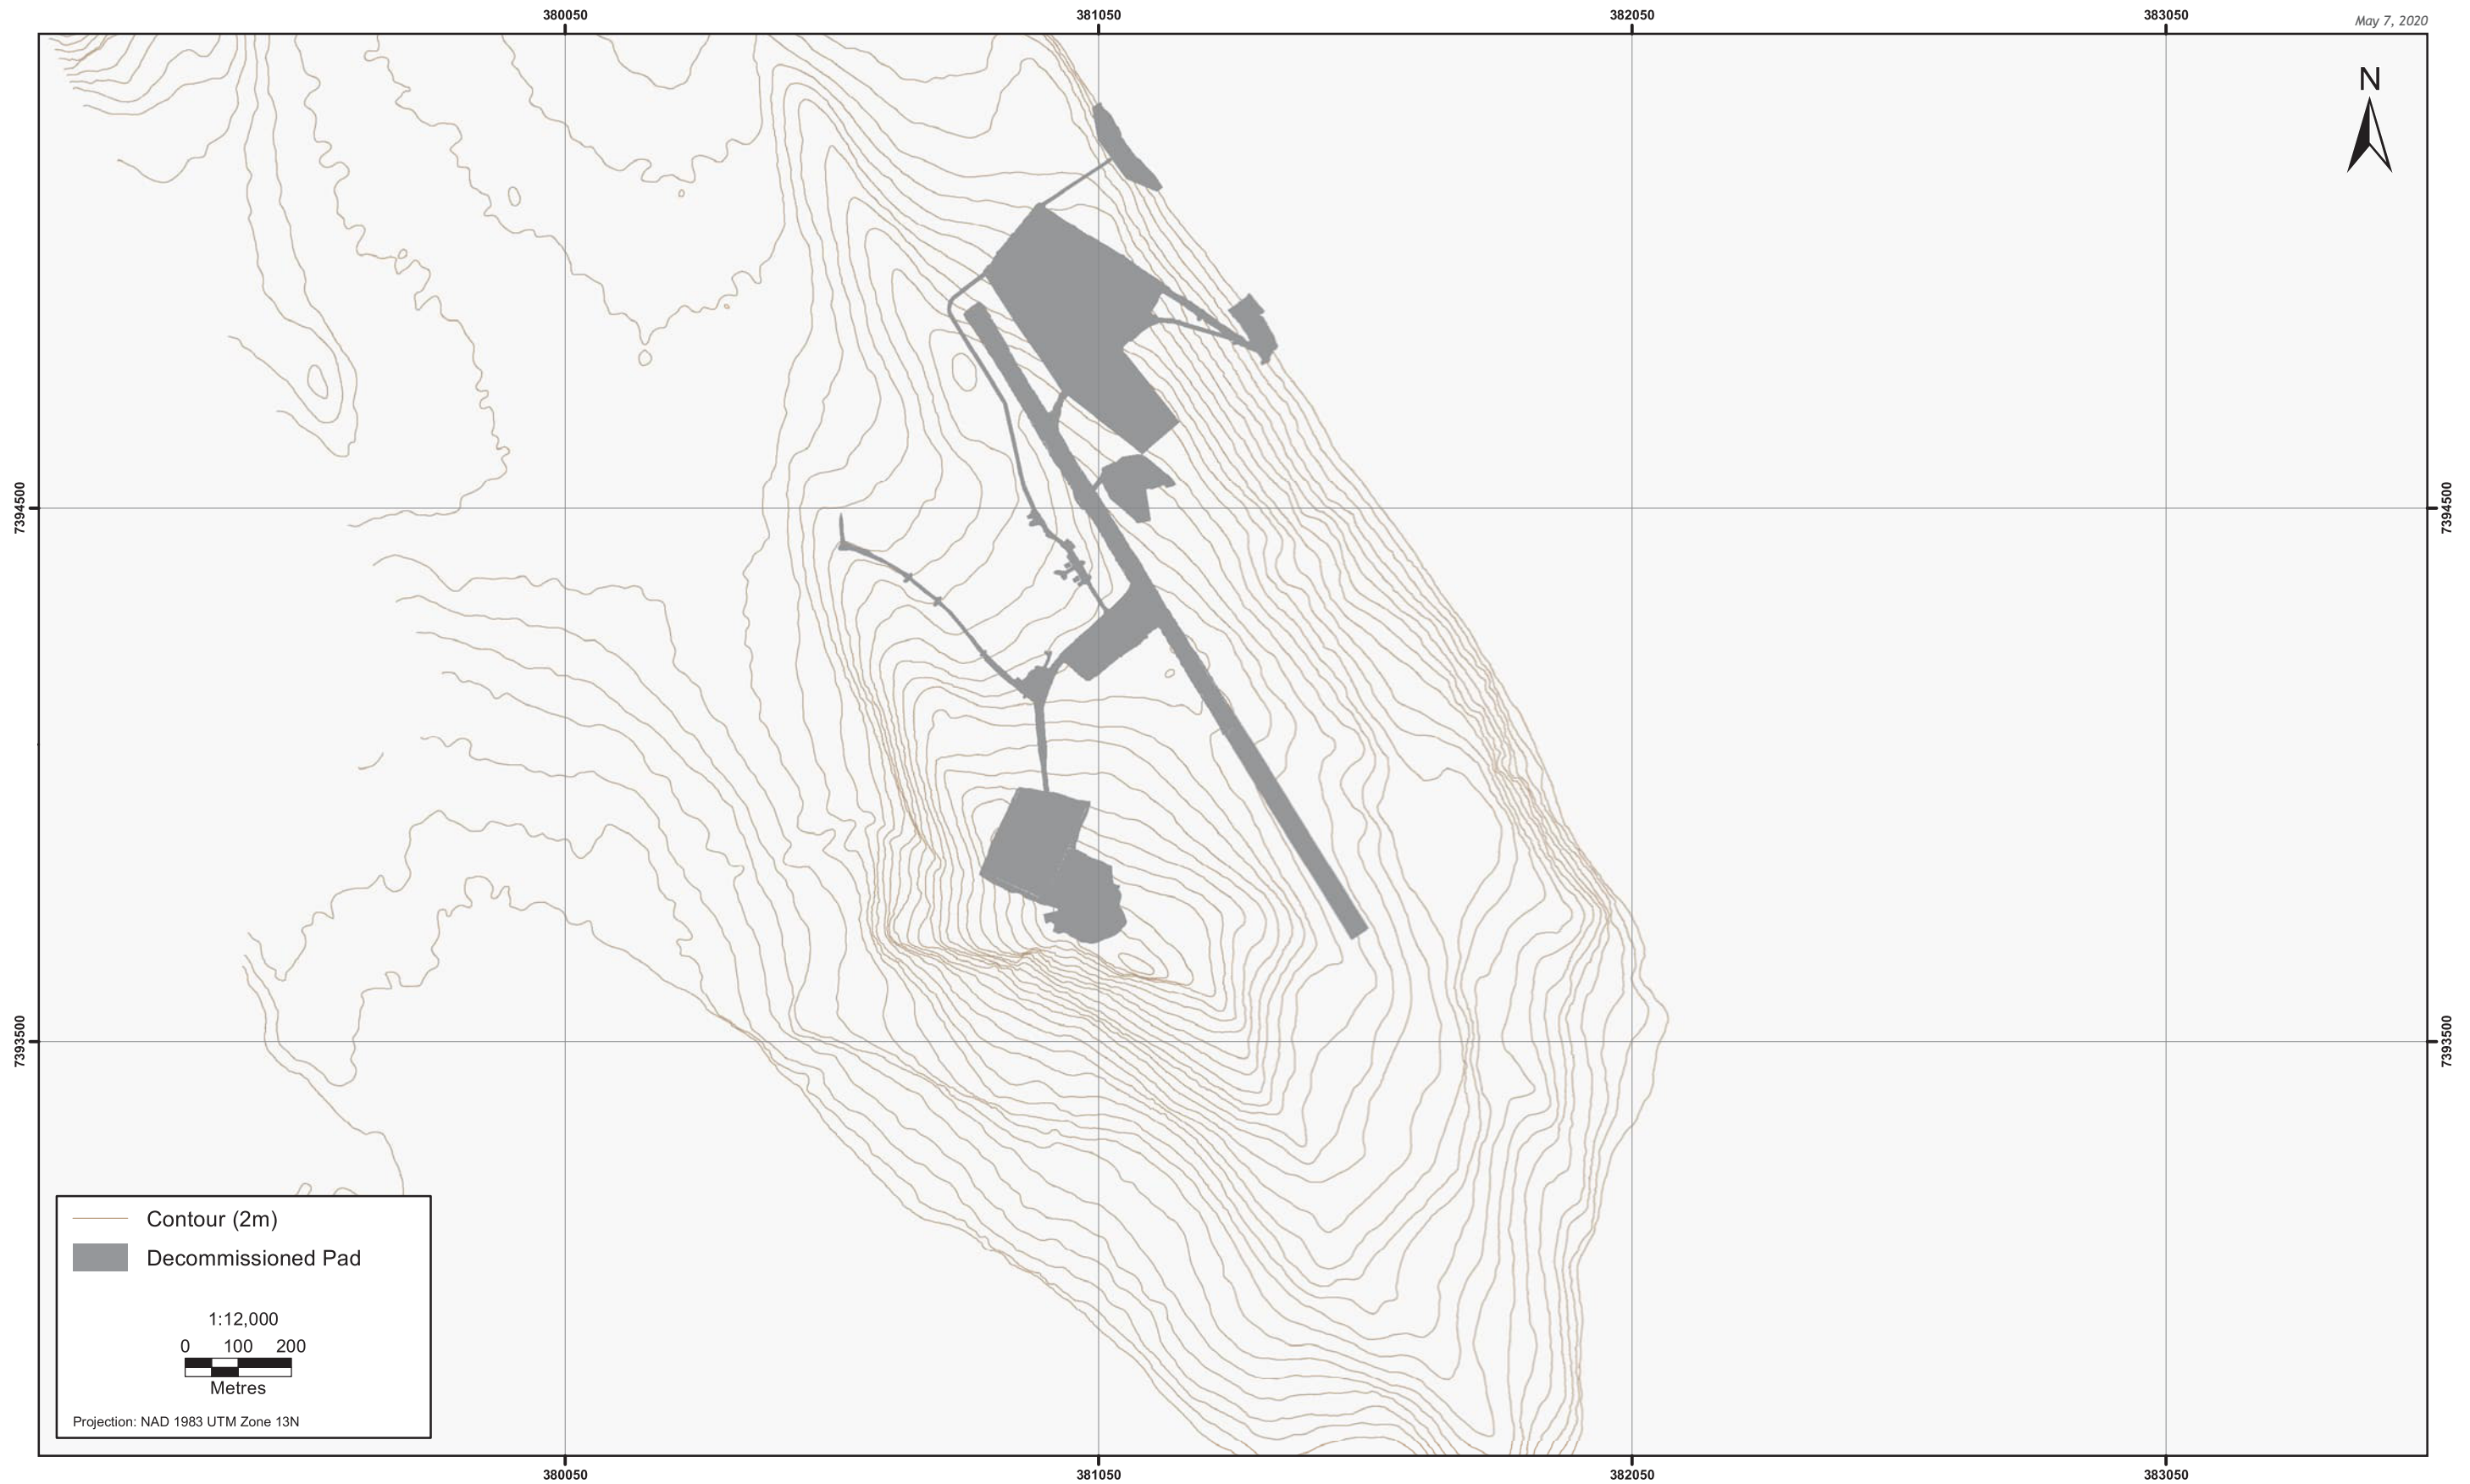 380050 381050 382050 383050
May 7, 2020
N
7394500 7394500
7393500 7393500
Contour (2m)
Decommissioned Pad
1:12,000
0 100 200
Metres
Projection: NAD 1983 UTM Zone 13N
380050 381050 382050 383050